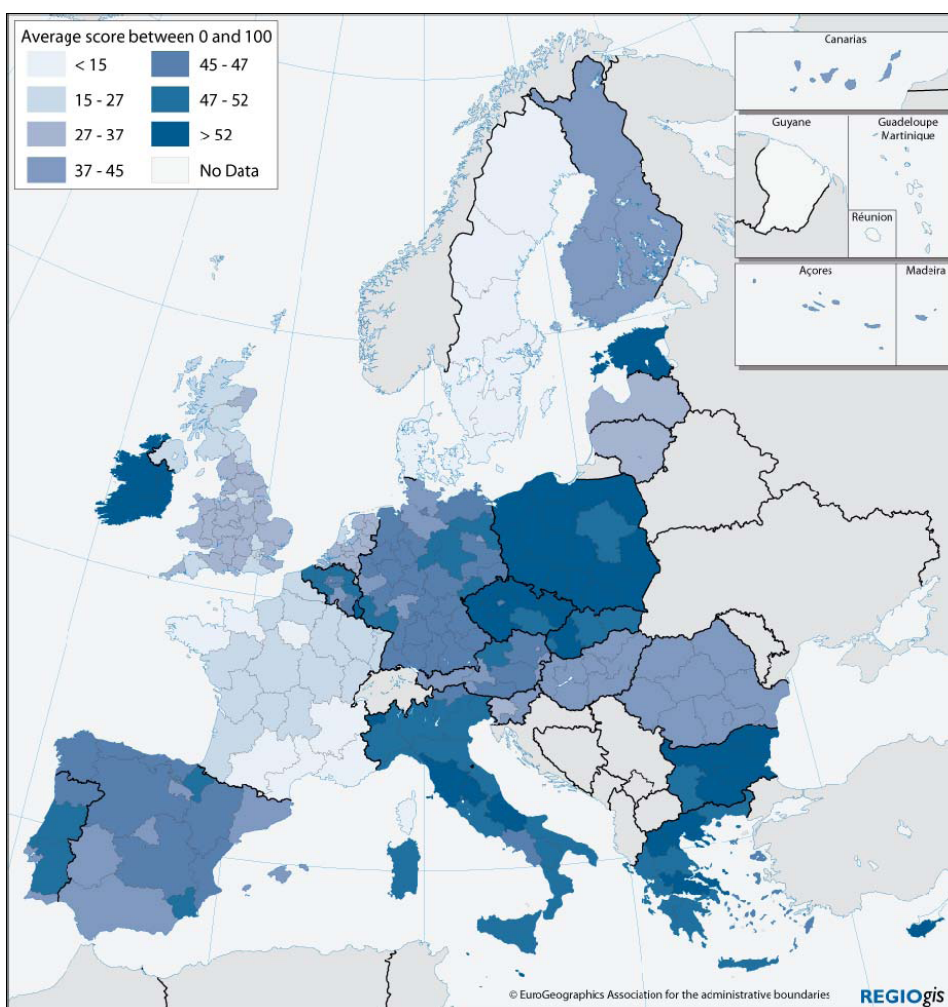 Average score between 0 and 100
< 15
45 - 47
15 - 27
47 - 52
27 - 37
> 52
37 - 45
No Data
Canarias
Guyane
Guadeloupe
Martinique
Réunion
Açores
Madeira
© EuroGeographics Association for the administrative boundaries
REGIOgis